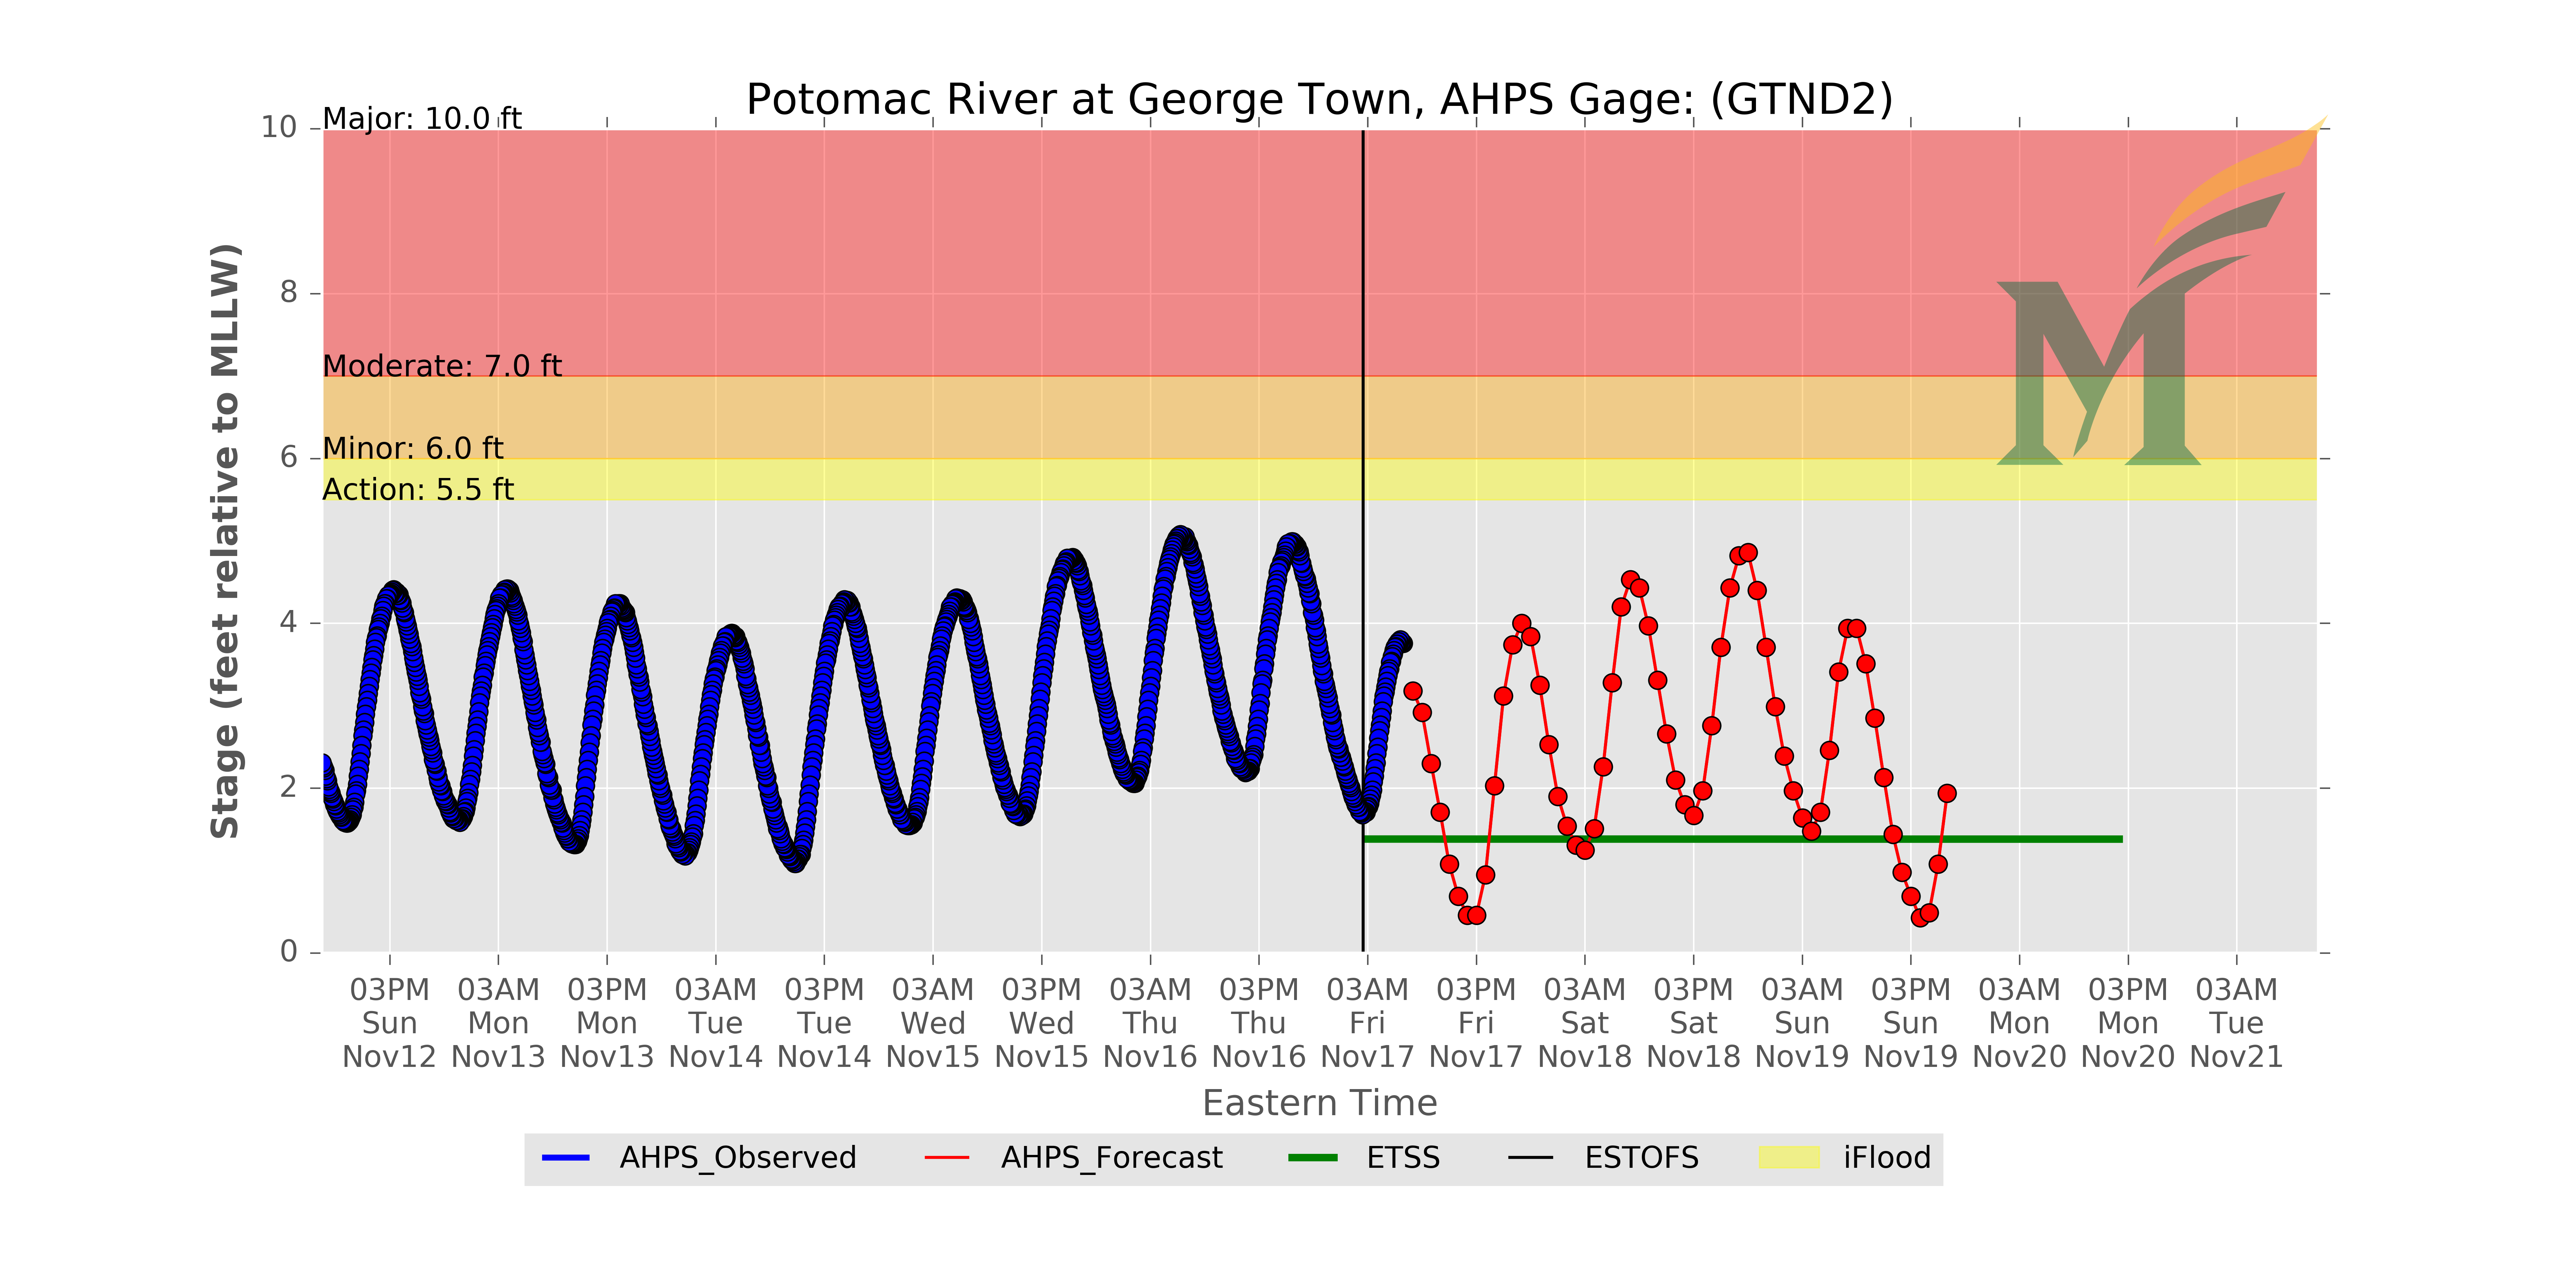 Potomac River at George Town, AHPS Gage: (GTND2)
Major: 10.0 ft
Moderate: 7.0 ft
Minor: 6.0 ft
Action: 5.5 ft
10
8
6
4
2
0
Stage (feet relative to MLLW)
03PM 03AM 03PM 03AM 03PM 03AM 03PM 03AM 03PM 03AM 03PM 03AM 03PM 03AM 03PM 03AM 03PM 03AM
Sun Mon Mon Tue Tue Wed Wed Thu Thu Fri Fri Sat Sat Sun Sun Mon Mon Tue
Nov12 Nov13 Nov13 Nov14 Nov14 Nov15 Nov15 Nov16 Nov16 Nov17 Nov17 Nov18 Nov18 Nov19 Nov19 Nov20 Nov20 Nov21
Eastern Time
AHPS_Observed AHPS_Forecast ETSS ESTOFS iFlood
M